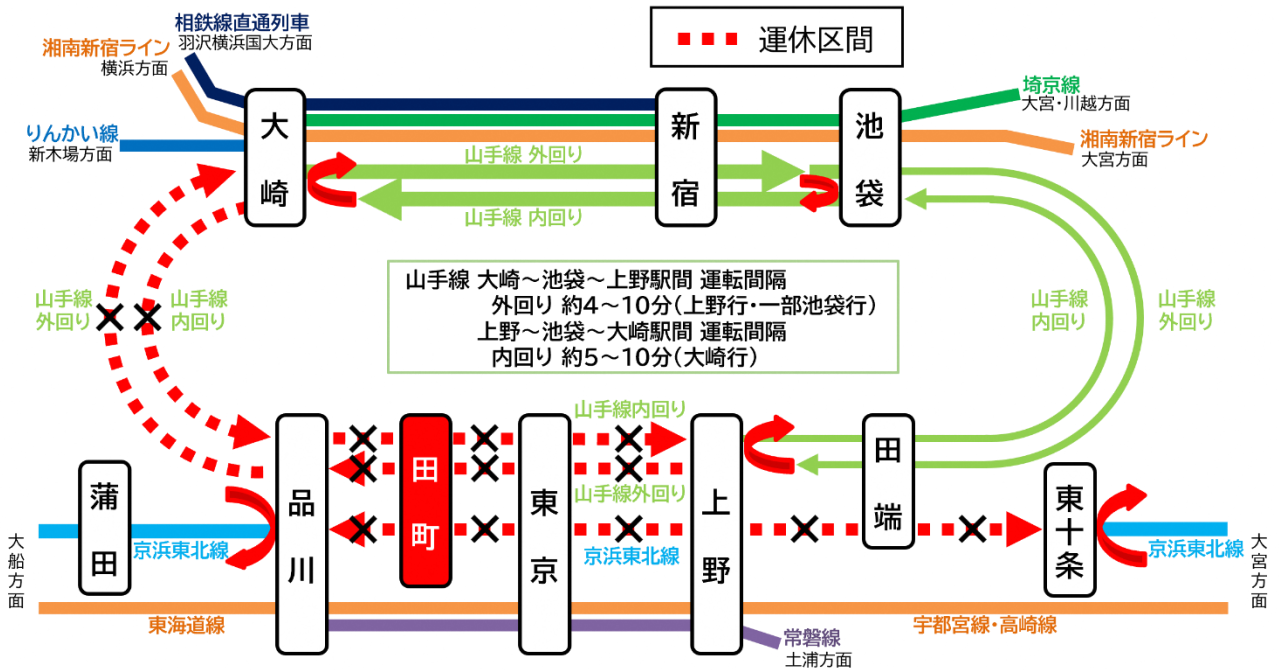 相鉄線直通列車
羽沢横浜国大方面
湘南新宿ライン
横浜方面
りんかい線
新木場方面
運休区間
埼京線
大宮・川越方面
湘南新宿ライン
大宮方面
大崎
新宿
池袋
山手線 外回り
山手線 内回り
山手線 大崎～池袋～上野駅間 運転間隔
外回り 約4～10分(上野行・一部池袋行)
上野～池袋～大崎駅間 運転間隔
内回り 約5～10分(大崎行)
山手線
外回り
山手線
内回り
山手線
内回り
山手線
外回り
山手線内回り
山手線外回り
蒲田
品川
田町
東京
上野
田端
東十条
大船方面
京浜東北線
京浜東北線
京浜東北線
大宮方面
東海道線
宇都宮線・高崎線
常磐線
土浦方面